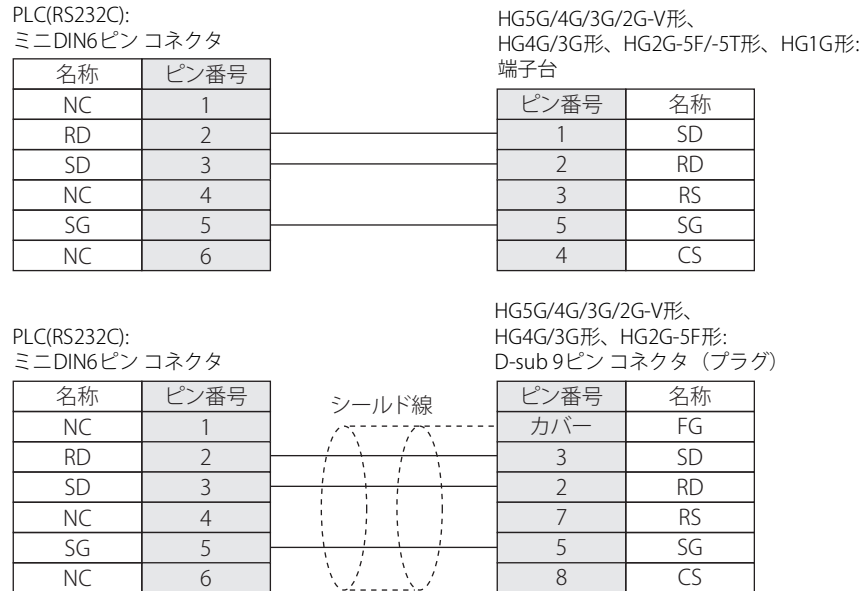 PLC(RS232C):
ミニDIN6ピン コネクタ
HG5G/4G/3G/2G-V形、
HG4G/3G形、HG2G-5F/-5T形、HG1G形:
端子台
名称 ピン番号
NC 1
RD 2
SD 3
NC 4
SG 5
NC 6
ピン番号 名称
1 SD
2 RD
3 RS
5 SG
4 CS
PLC(RS232C):
ミニDIN6ピン コネクタ
HG5G/4G/3G/2G-V形、
HG4G/3G形、HG2G-5F形:
D-sub 9ピン コネクタ（プラグ）
名称 ピン番号
NC 1
RD 2
SD 3
NC 4
SG 5
NC 6
シールド線
ピン番号 名称
カバー FG
3 SD
2 RD
7 RS
5 SG
8 CS